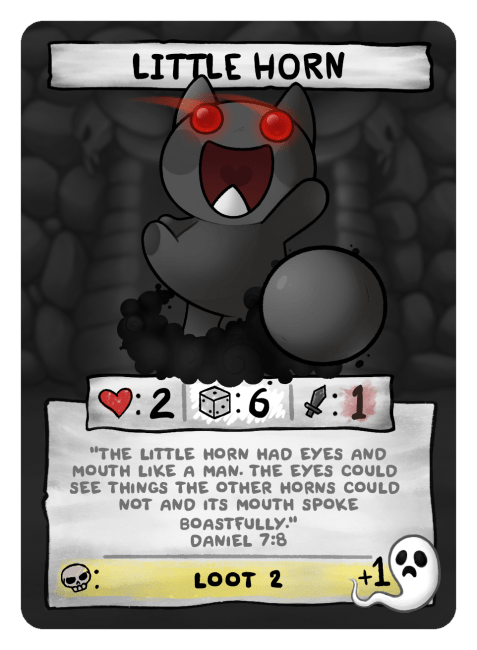 LITTLE HORN
:2 :6 :1
"THE LITTLE HORN HAD EYES AND
MOUTH LIKE A MAN. THE EYES COULD
SEE THINGS THE OTHER HORNS COULD
NOT AND ITS MOUTH SPOKE
BOASTFULLY."
DANIEL 7:8
: LOOT 2 +1